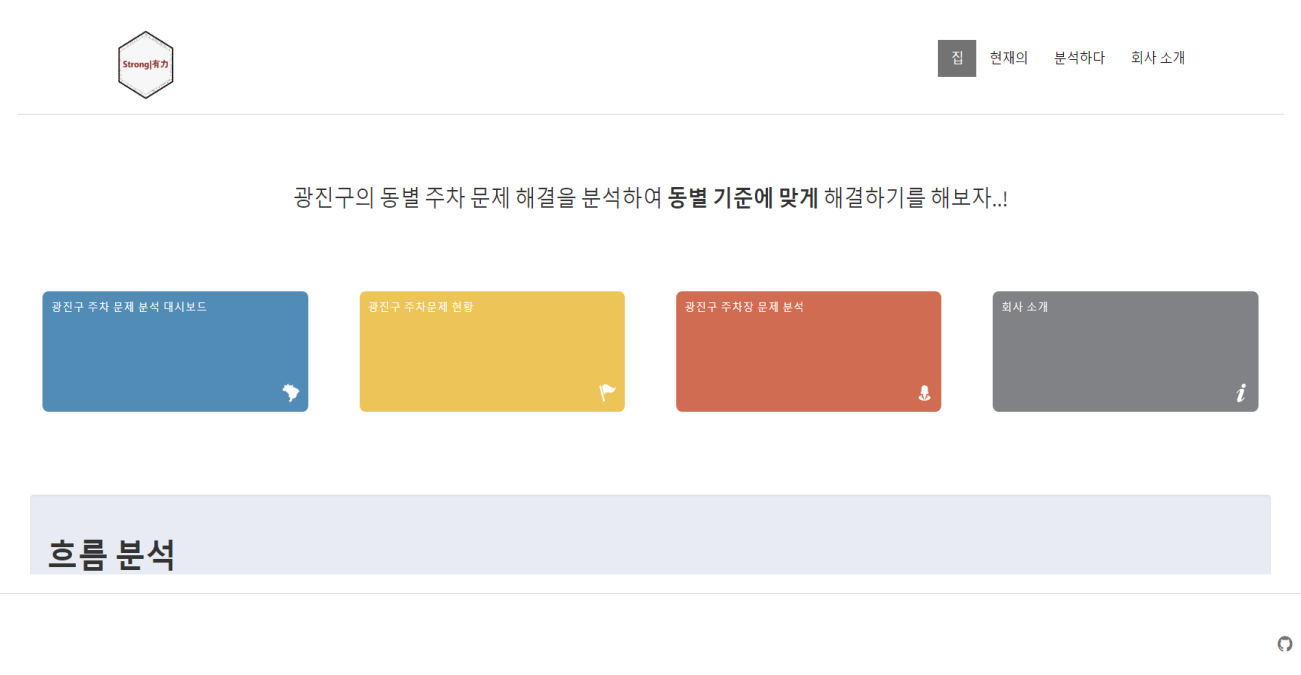 Strong|有力
집 현재의 분석하다 회사 소개
광진구의 동별 주차 문제 해결을 분석하여 동별 기준에 맞게 해결하기를 해보자..!
광진구 주차 문제 분석 대시보드
광진구 주차문제 현황
광진구 주차장 문제 분석
회사 소개
흐름 분석